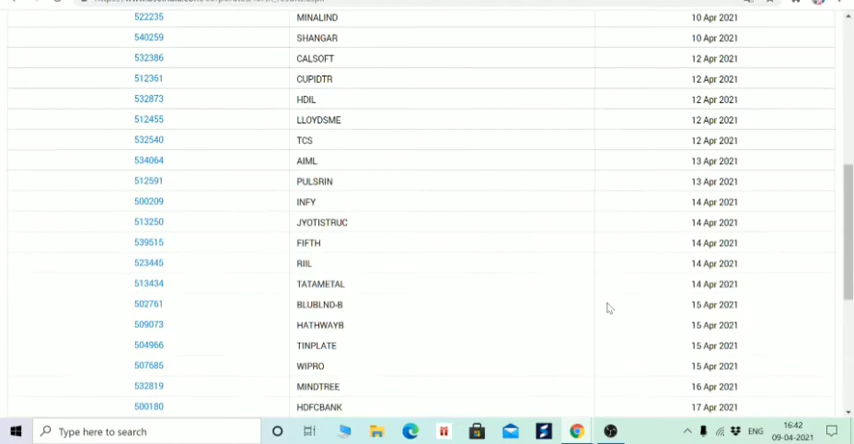 522235 MINALIND 10 Apr 2021
540259 SHANGAR 10 Apr 2021
532386 CALSOFT 12 Apr 2021
512361 CUPIDTR 12 Apr 2021
532873 HDIL 12 Apr 2021
512455 LLOYDSME 12 Apr 2021
532540 TCS 12 Apr 2021
534064 AIML 13 Apr 2021
512591 PULSRIN 13 Apr 2021
500209 INFY 14 Apr 2021
513250 JYOTISTRUC 14 Apr 2021
539515 FIFTH 14 Apr 2021
523445 RIIL 14 Apr 2021
513434 TATAMETAL 14 Apr 2021
502761 BLUBLND-B 15 Apr 2021
509073 HATHWAYB 15 Apr 2021
504966 TINPLATE 15 Apr 2021
507685 WIPRO 15 Apr 2021
532819 MINDTREE 16 Apr 2021
500180 HDFCBANK 17 Apr 2021
Type here to search ENG 16:42
09-04-2021